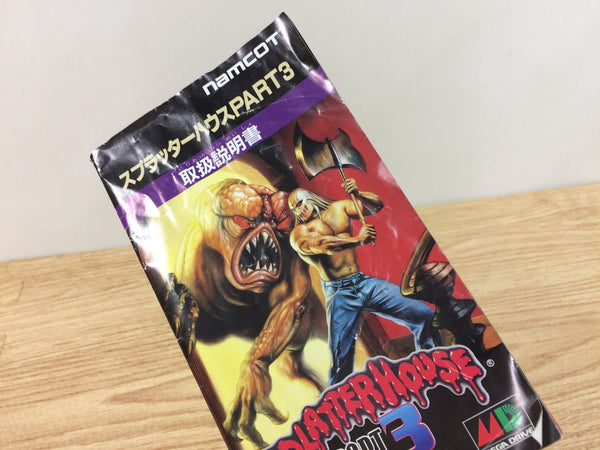 namcot
スプラッターハウスPART3
取扱説明書
SPLATTERHOUSE ®
PART 3
MEGA DRIVE